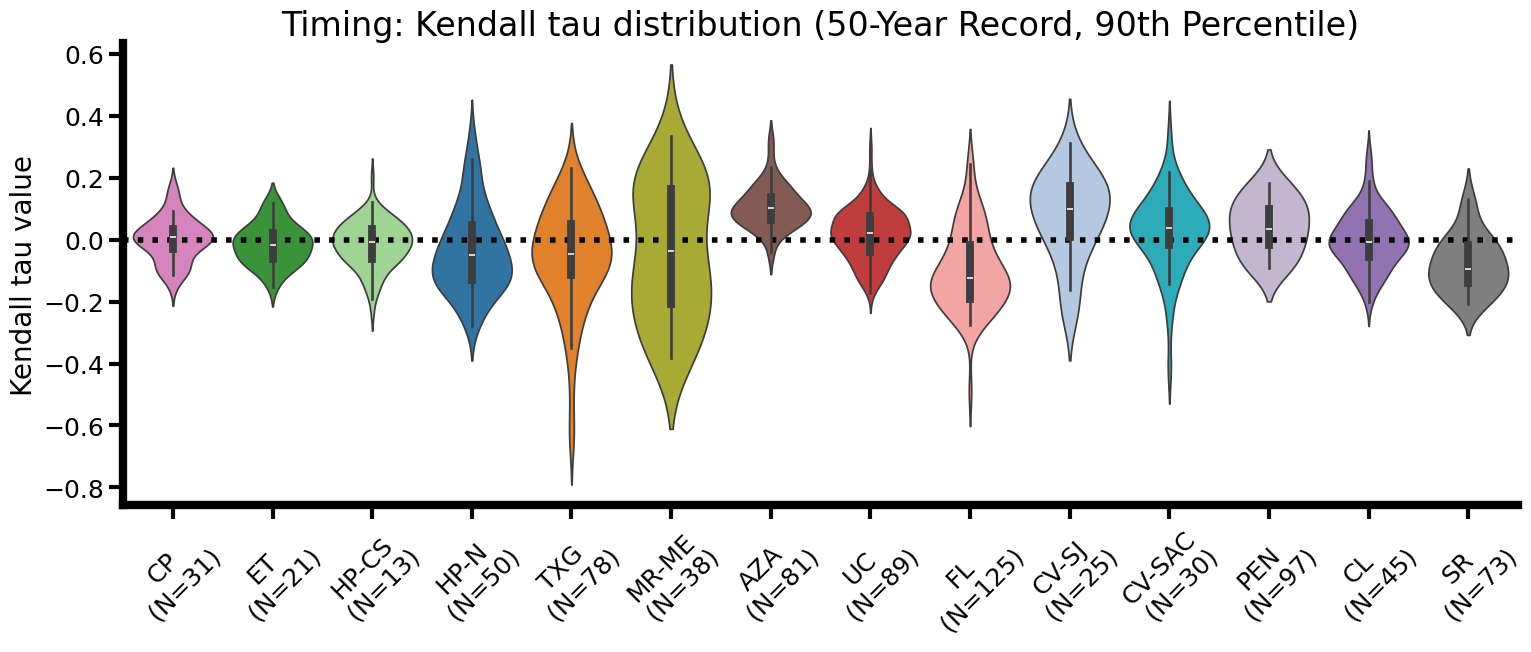 Timing: Kendall tau distribution (50-Year Record, 90th Percentile)
Kendall tau value
0.6
0.4
0.2
0.0
−0.2
−0.4
−0.6
−0.8
CP
(N=31)
ET
(N=21)
HP-CS
(N=13)
HP-N
(N=50)
TXG
(N=78)
MR-ME
(N=38)
AZA
(N=81)
UC
(N=89)
FL
(N=125)
CV-SJ
(N=25)
CV-SAC
(N=30)
PEN
(N=97)
CL
(N=45)
SR
(N=73)